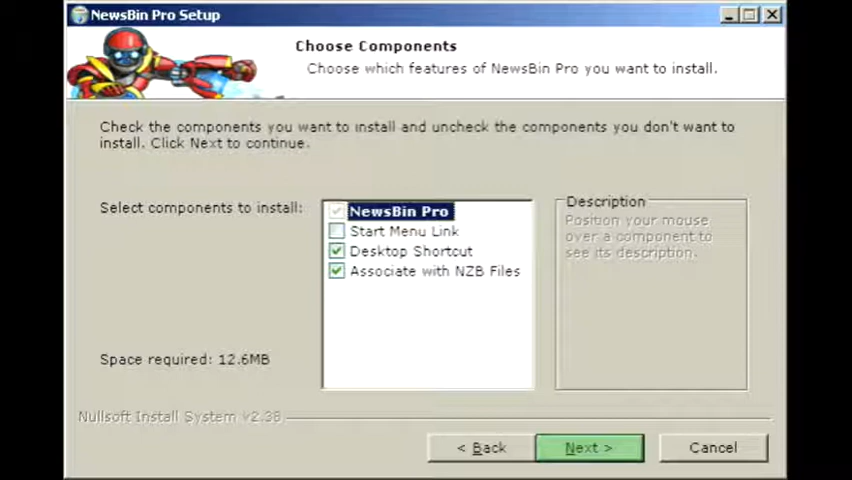 NewsBin Pro Setup
Choose Components
Choose which features of NewsBin Pro you want to install.
Check the components you want to install and uncheck the components you don't want to
install. Click Next to continue.
Select components to install:
NewsBin Pro
Start Menu Link
Desktop Shortcut
Associate with NZB Files
Description
Position your mouse
over a component to
see its description.
Space required: 12.6MB
Nullsoft Install System v2.38
< Back
Next >
Cancel